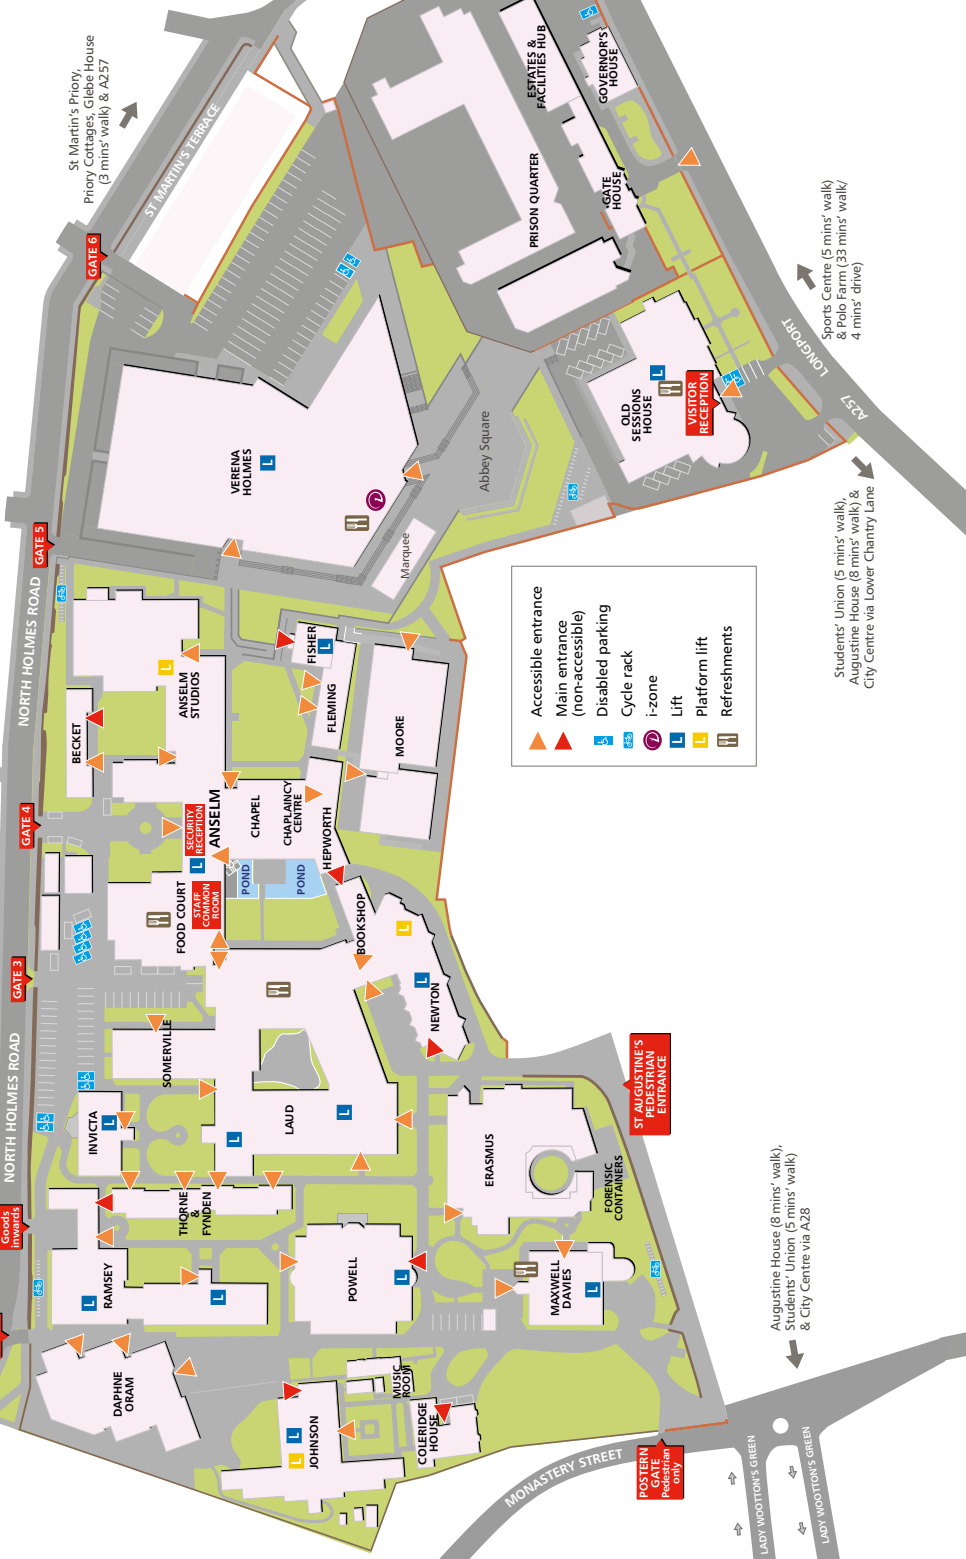 St Martin's Priory,
Priory Cottages, Glebe House
(3 mins' walk) & A257
ST MARTIN'S TERRACE
GATE 6
ESTATES &
FACILITIES HUB
GOVERNOR'S
HOUSE
PRISON QUARTER
GATE
HOUSE
Sports Centre (5 mins' walk)
& Polo Farm (33 mins' walk/
4 mins' drive)
LONGPORT
A257
OLD
SESSIONS
HOUSE
L
VISITOR
RECEPTION
Abbey Square
VERENA
HOLMES
L
i
Marquee
GATE 5
NORTH HOLMES ROAD
Students' Union (5 mins' walk),
Augustine House (8 mins' walk) &
City Centre via Lower Chantry Lane
FISHER
L
FLEMING
MOORE
L
ANSELM
STUDIOS
BECKET
GATE 4
SECURITY
RECEPTION
ANSELM
L
CHAPEL
CHAPLAINCY
CENTRE
HEPWORTH
POND
POND
STAFF
COMMON
ROOM
FOOD COURT
BOOKSHOP
L
L
NEWTON
GATE 3
NORTH HOLMES ROAD
SOMERVILLE
INVICTA
L
LAUD
L
L
Accessible entrance
Main entrance
(non-accessible)
Disabled parking
Cycle rack
i
i-zone
L
Lift
L
Platform lift
Refreshments
ST AUGUSTINE'S
PEDESTRIAN
ENTRANCE
ERASMUS
FORENSIC
CONTAINERS
THORNE
&
FYNDEN
Goods
inwards
RAMSEY
L
L
POWELL
L
MAXWELL
DAVIES
L
Augustine House (8 mins' walk),
Students' Union (5 mins' walk)
& City Centre via A28
DAPHNE
ORAM
JOHNSON
L
L
MUSIC
ROOM
COLERIDGE
HOUSE
MONASTERY STREET
POSTERN
GATE
Pedestrian
only
LADY WOOTTON'S GREEN
LADY WOOTTON'S GREEN